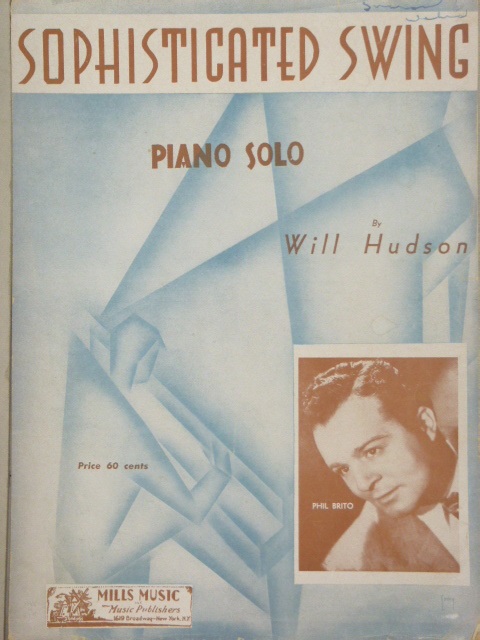 SOPHISTICATED SWING
PIANO SOLO
By
Will Hudson
Price 60 cents
PHIL BRITO
MILLS MUSIC
Music Publishers
1619 Broadway-New York, N.Y.